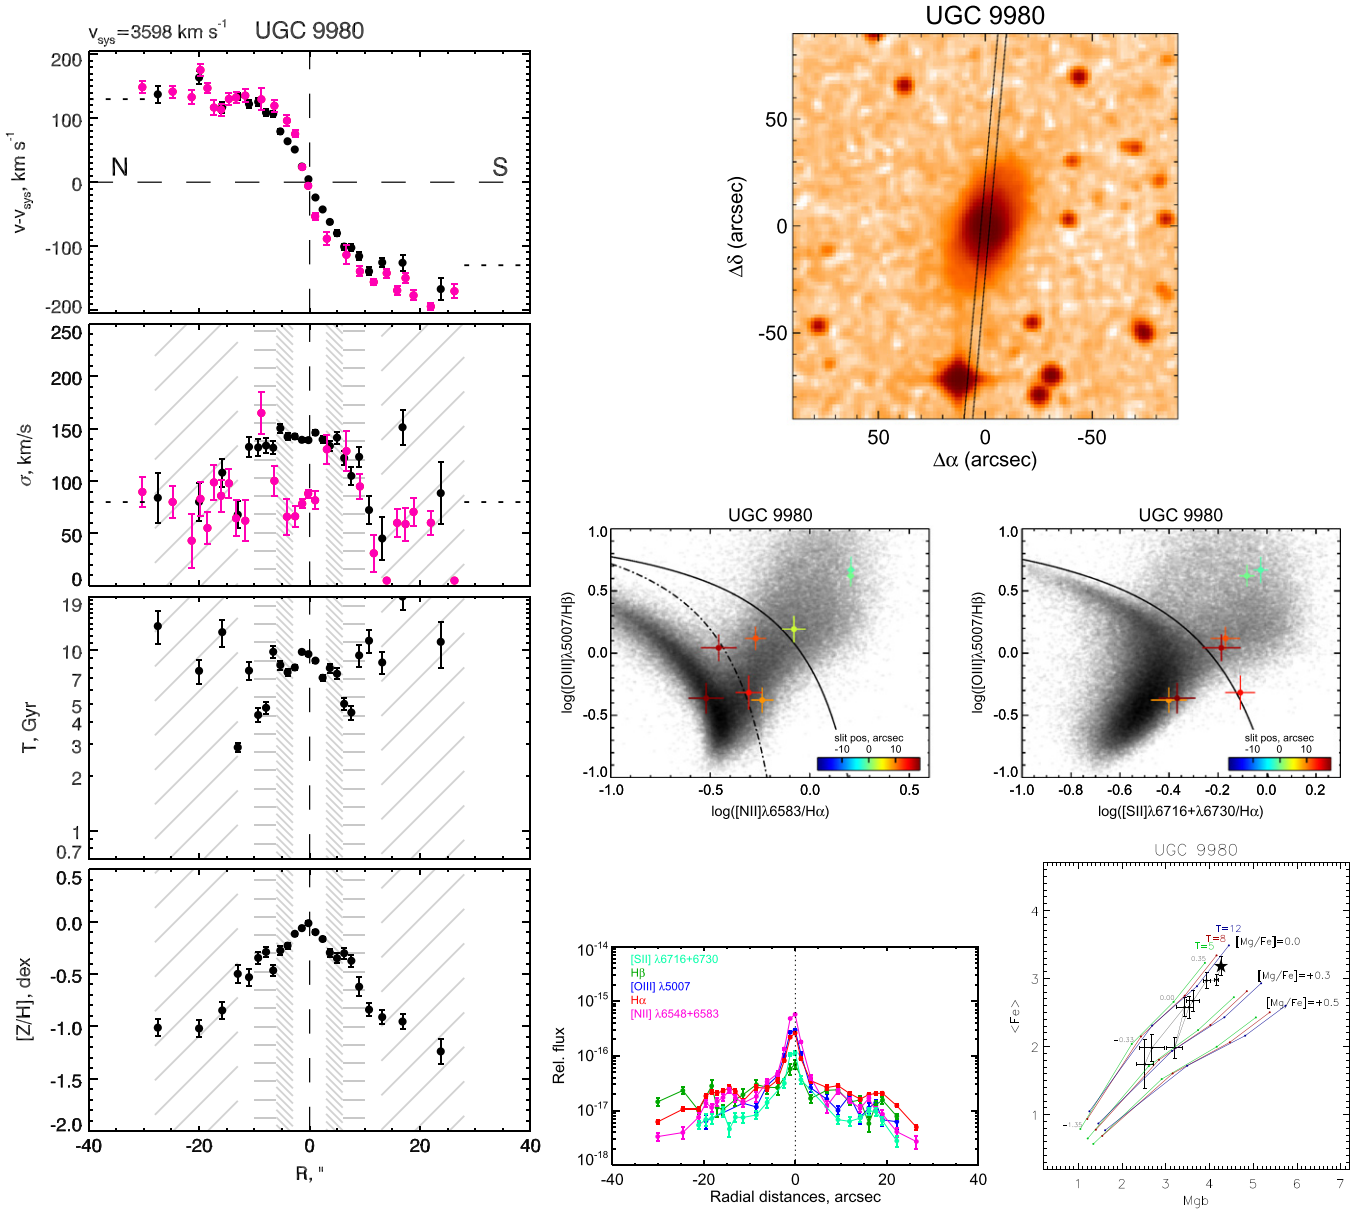 v_sys=3598 km s^-1 UGC 9980
200
100
0
-100
-200
v-v_sys, km s^-1
N
S
250
200
150
100
50
0
σ, km/s
19
10
7
5
4
3
2
1
0.7
T, Gyr
0.5
0.0
-0.5
-1.0
-1.5
-2.0
[Z/H], dex
-40 -20 0 20 40
R, "
UGC 9980
50
0
-50
Δδ (arcsec)
50 0 -50
Δα (arcsec)
UGC 9980
1.0
0.5
0.0
-0.5
-1.0
log([OIII]λ5007/Hβ)
slit pos, arcsec
-10 0 10
-1.0 -0.5 0.0 0.5
log([NII]λ6583/Hα)
UGC 9980
1.0
0.5
0.0
-0.5
-1.0
log([OIII]λ5007/Hβ)
slit pos, arcsec
-10 0 10
-1.0 -0.8 -0.6 -0.4 -0.2 0.0 0.2
log([SII]λ6716+λ6730/Hα)
10^-14
10^-15
10^-16
10^-17
10^-18
Rel. flux
[SII] λ6716+6730
Hβ
[OIII] λ5007
Hα
[NII] λ6548+6583
-40 -20 0 20 40
Radial distances, arcsec
UGC 9980
4
3
2
1
<Fe>
T=12
T=8
T=5
[Mg/Fe]=0.0
[Mg/Fe]=+0.3
[Mg/Fe]=+0.5
0.35
0.00
-0.33
-1.35
1 2 3 4 5 6 7
Mgb